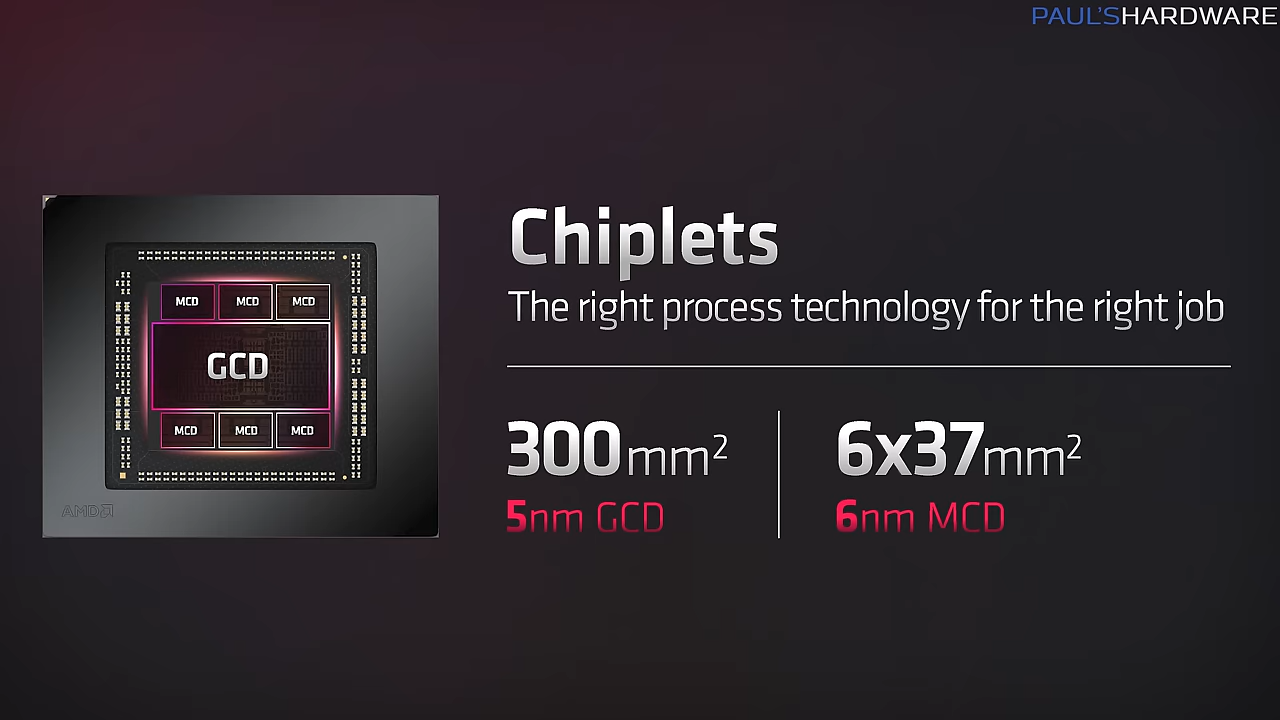 PAUL'SHARDWARE
MCD MCD MCD
GCD
MCD MCD MCD
AMD
Chiplets
The right process technology for the right job
300mm²
5nm GCD
6x37mm²
6nm MCD